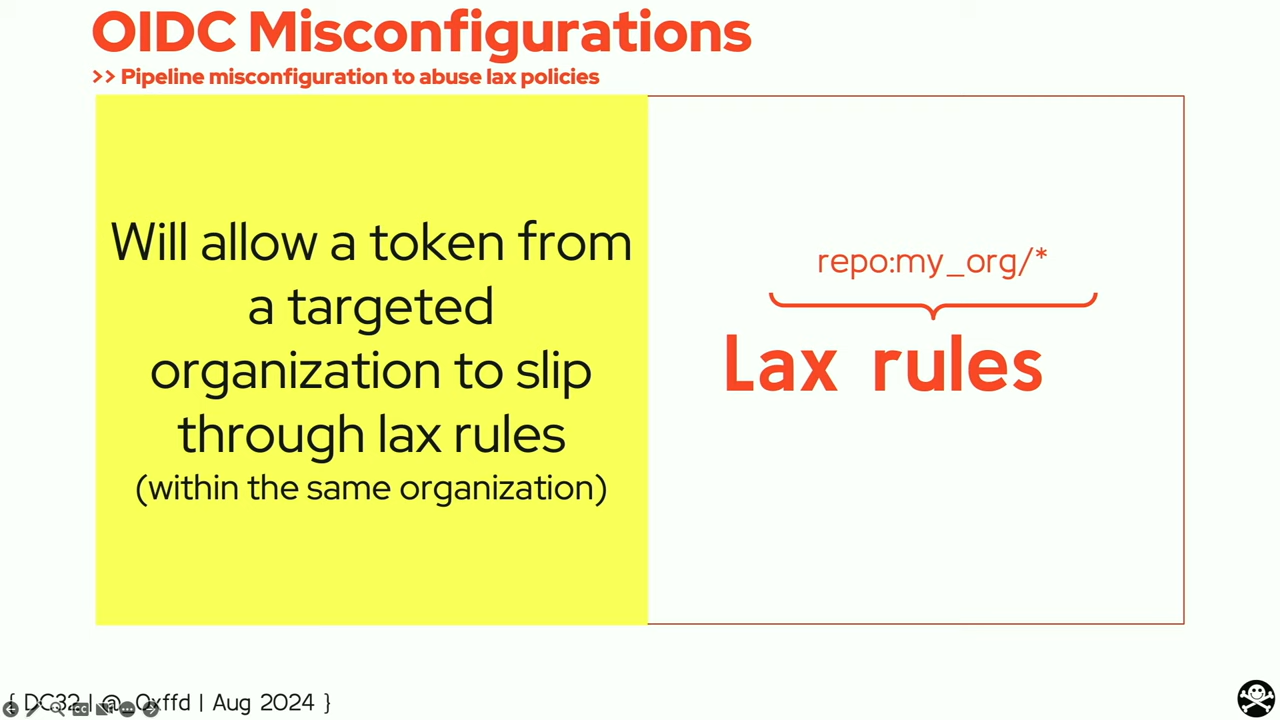 OIDC Misconfigurations
>> Pipeline misconfiguration to abuse lax policies
Will allow a token from
a targeted
organization to slip
through lax rules
(within the same organization)
repo:my_org/*
Lax rules
{ DC32 | @_0xffd | Aug 2024 }